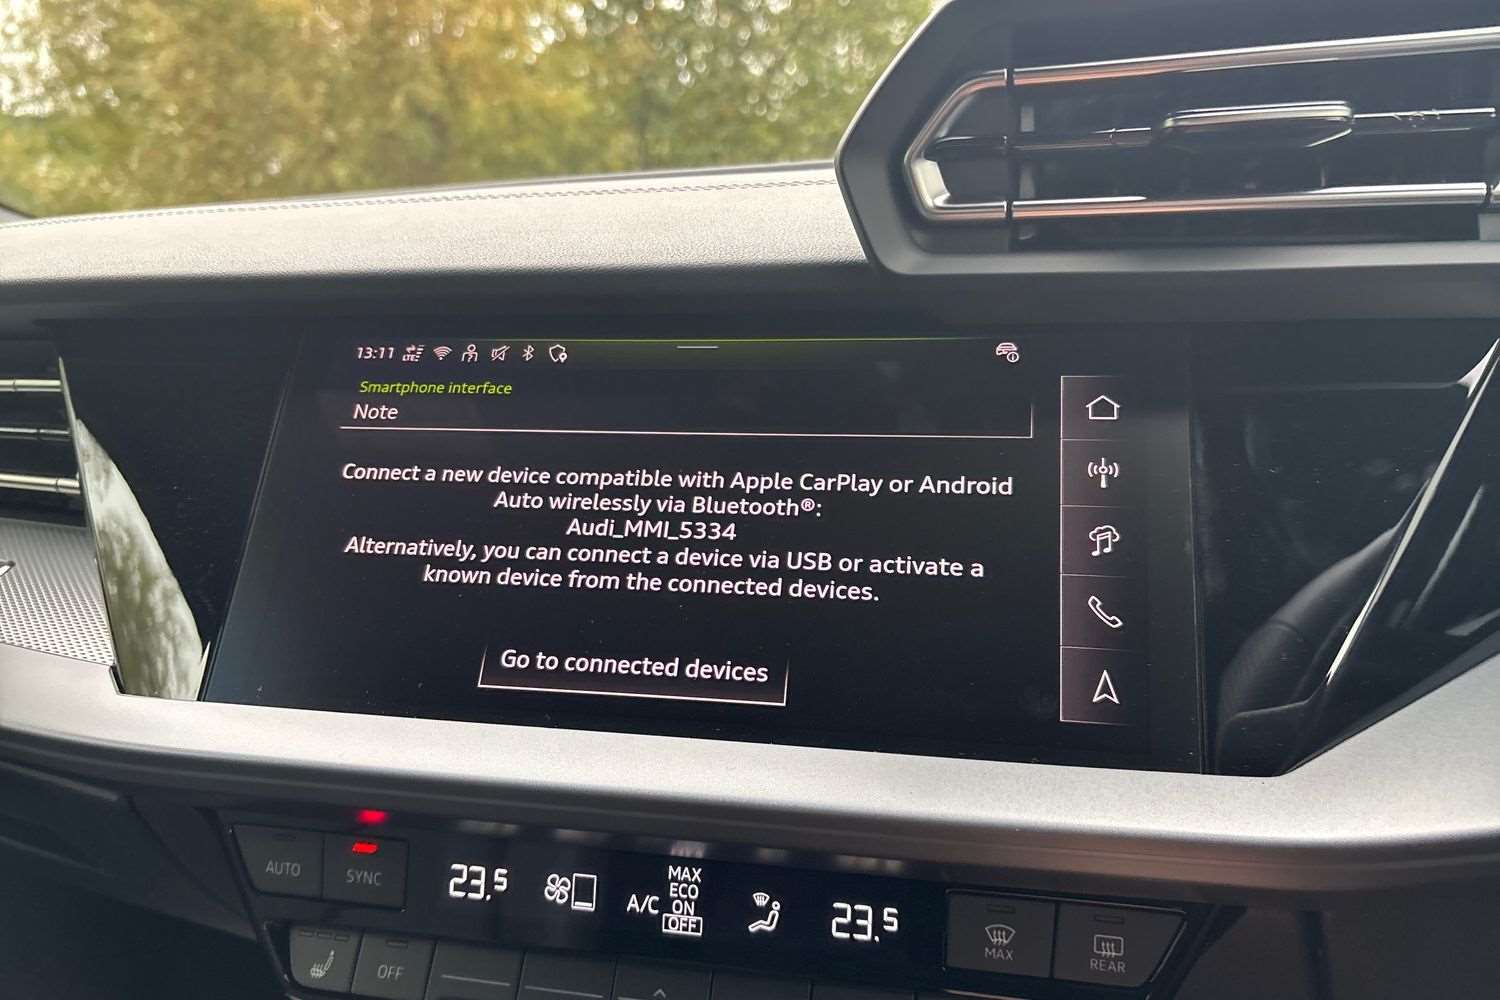 13:11 LTE
Smartphone interface
Note
Connect a new device compatible with Apple CarPlay or Android
Auto wirelessly via Bluetooth®:
Audi_MMI_5334
Alternatively, you can connect a device via USB or activate a
known device from the connected devices.
Go to connected devices
AUTO
SYNC
23.5
A/C
MAX
ECO
ON
OFF
23.5
MAX
REAR
OFF